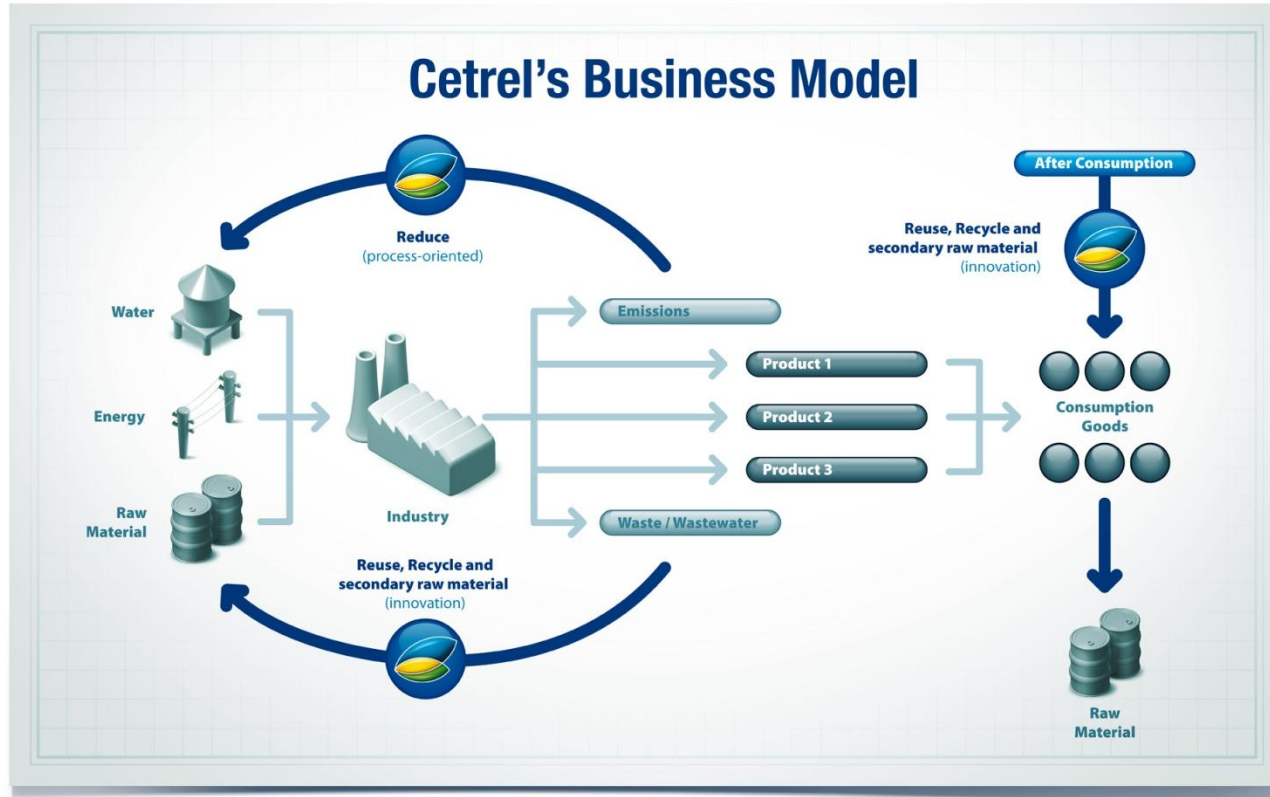 Cetrel's Business Model
After Consumption
Reduce
(process-oriented)
Reuse, Recycle and
secondary raw material
(innovation)
Water
Energy
Raw
Material
Industry
Emissions
Product 1
Product 2
Product 3
Waste / Wastewater
Consumption
Goods
Reuse, Recycle and
secondary raw material
(innovation)
Raw
Material